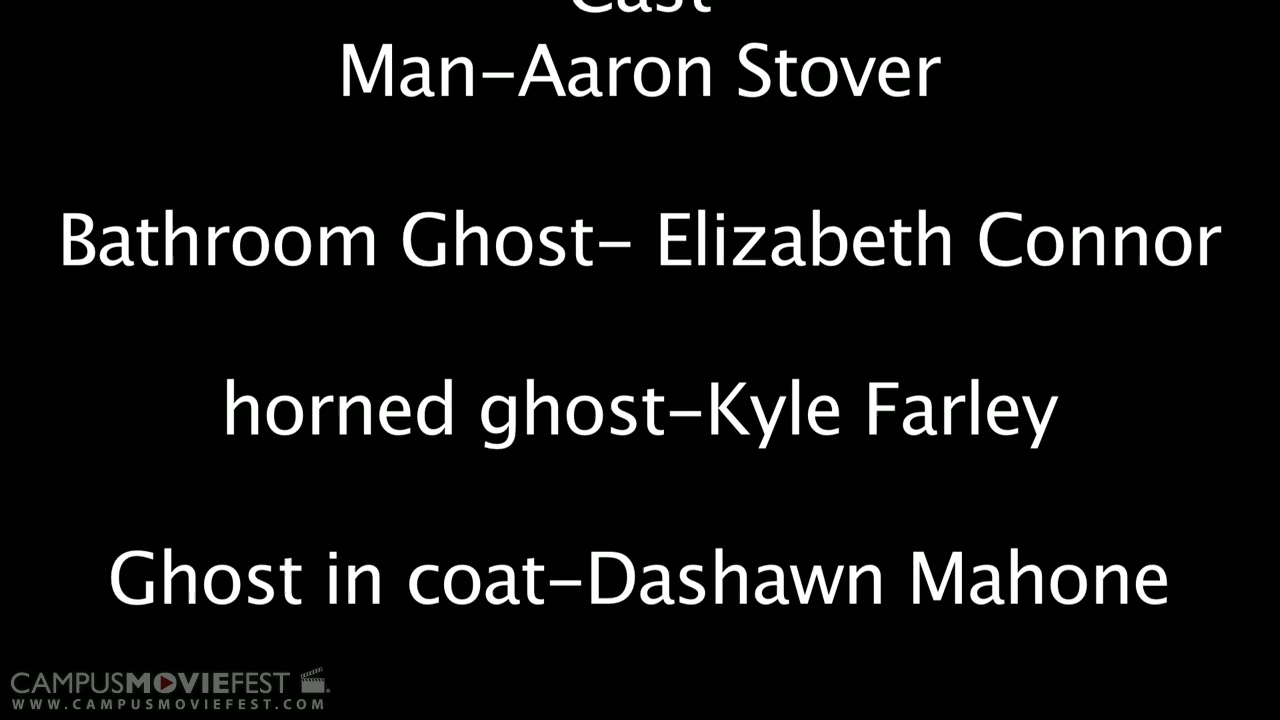 Cast
Man-Aaron Stover
Bathroom Ghost- Elizabeth Connor
horned ghost-Kyle Farley
Ghost in coat-Dashawn Mahone
CAMPUSMOVIEFEST
WWW.CAMPUSMOVIEFEST.COM